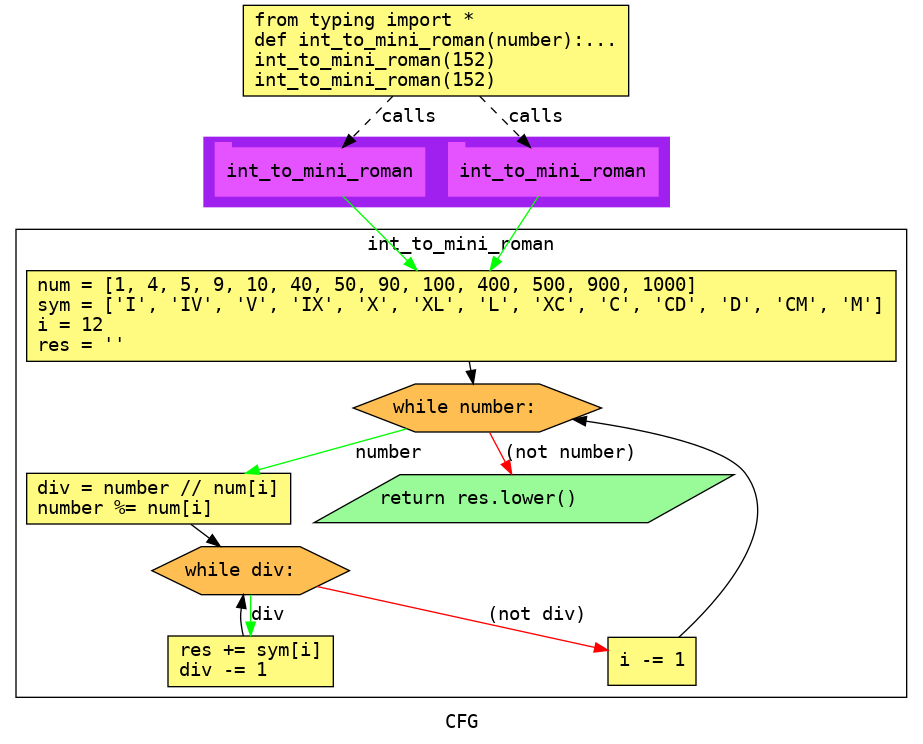 from typing import *
def int_to_mini_roman(number):...
int_to_mini_roman(152)
int_to_mini_roman(152)
calls
calls
int_to_mini_roman
int_to_mini_roman
int_to_mini_roman
num = [1, 4, 5, 9, 10, 40, 50, 90, 100, 400, 500, 900, 1000]
sym = ['I', 'IV', 'V', 'IX', 'X', 'XL', 'L', 'XC', 'C', 'CD', 'D', 'CM', 'M']
i = 12
res = ''
while number:
number
(not number)
div = number // num[i]
number %= num[i]
return res.lower()
while div:
div
(not div)
res += sym[i]
div -= 1
i -= 1
CFG